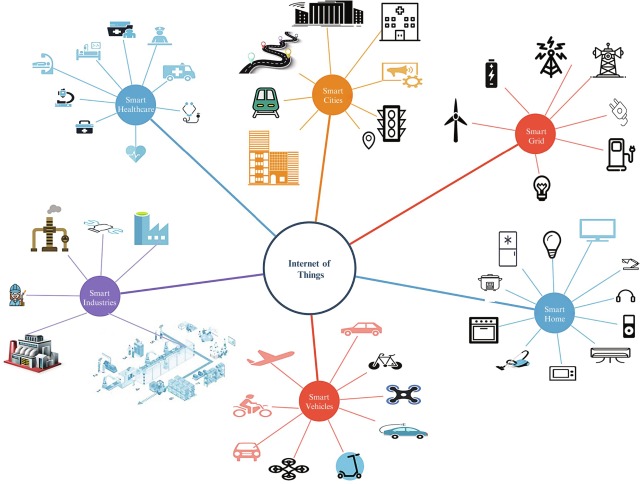 Smart
Healthcare
Smart
Cities
Smart
Grid
Internet of
Things
Smart
Industries
Smart
Home
Smart
Vehicles